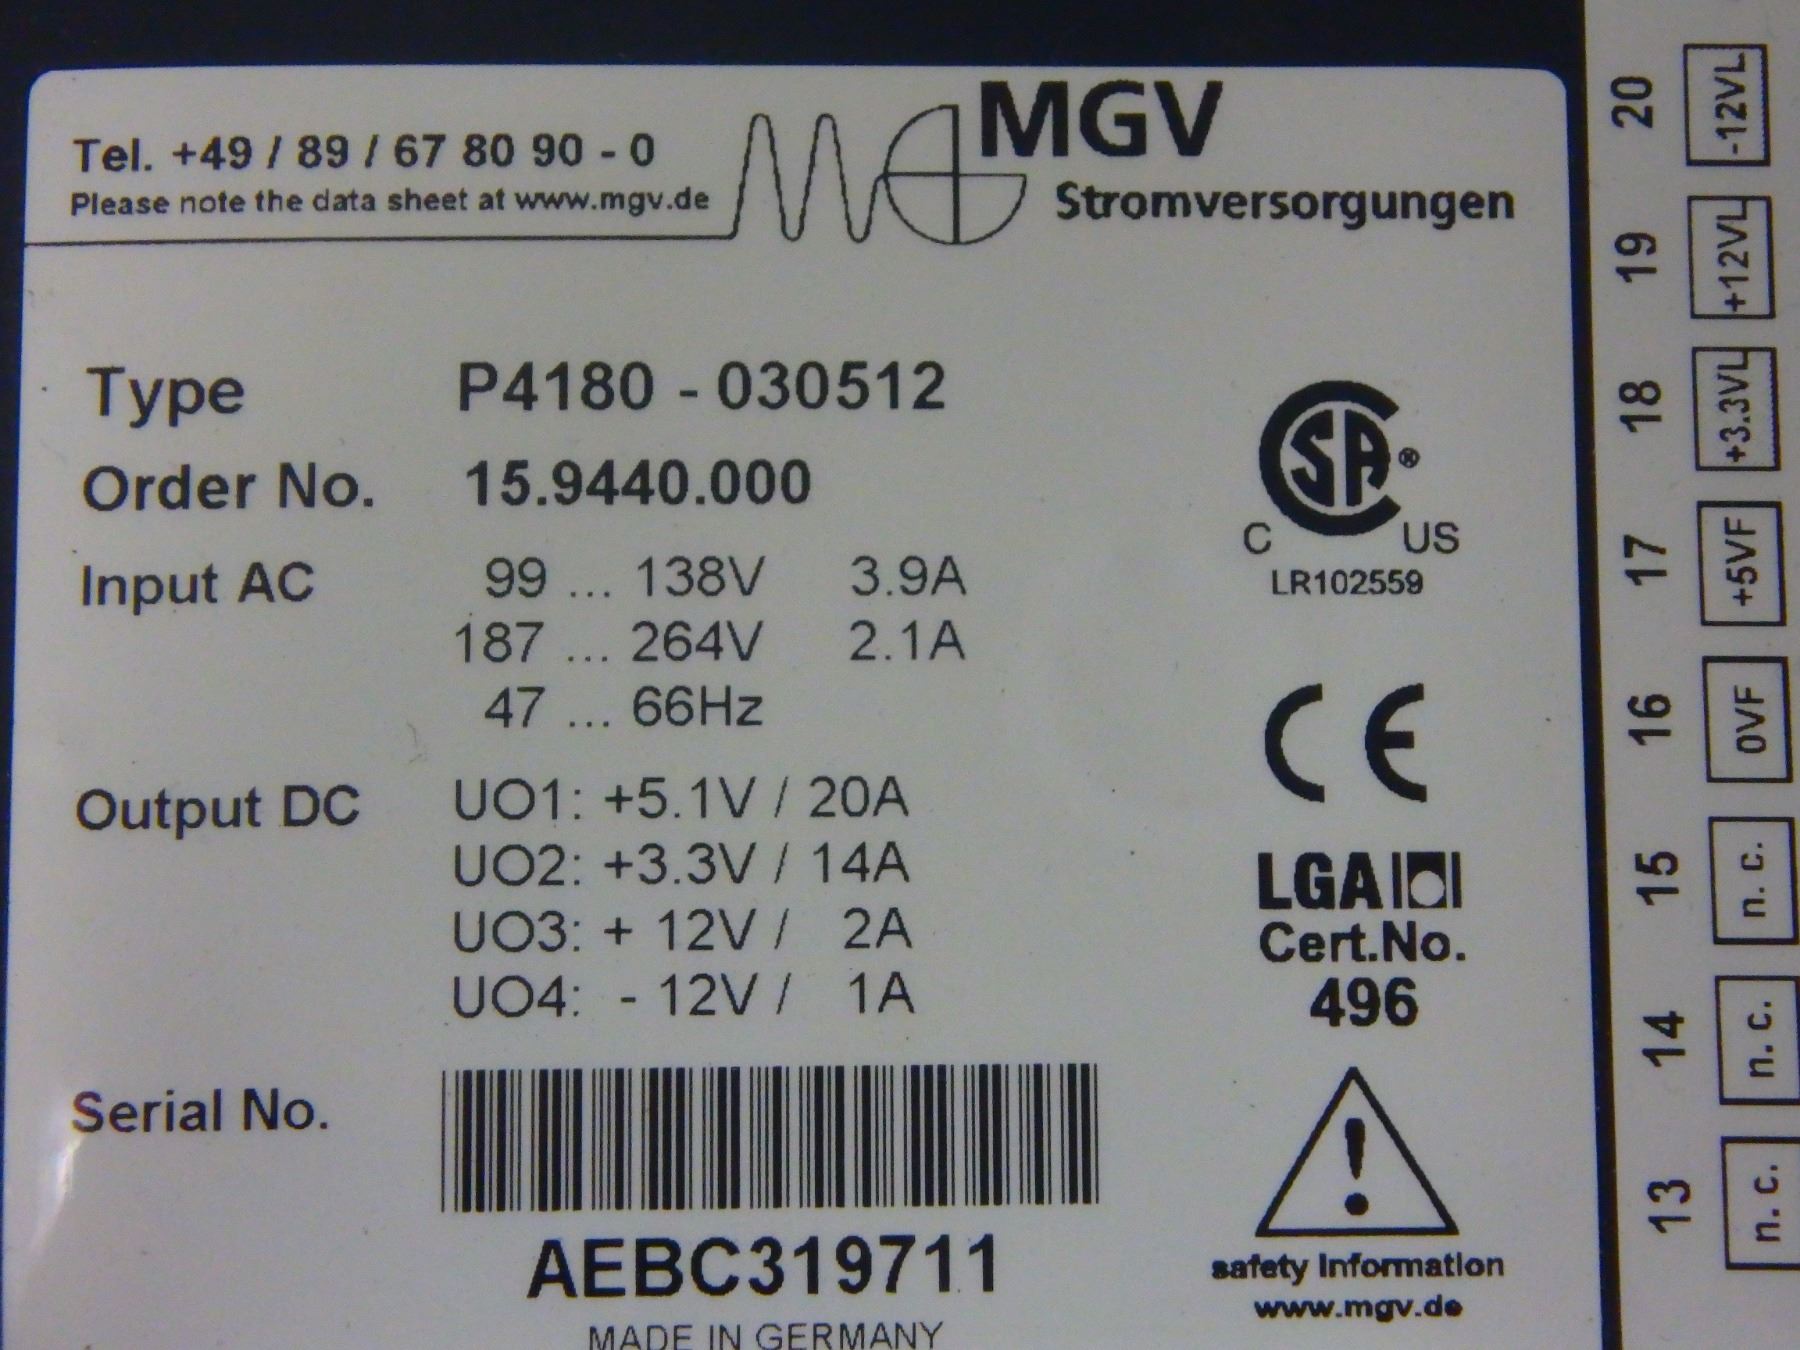 Tel. +49 / 89 / 67 80 90 - 0
Please note the data sheet at www.mgv.de
MGV
Stromversorgungen
Type P4180 - 030512
Order No. 15.9440.000
Input AC 99 ... 138V 3.9A
187 ... 264V 2.1A
47 ... 66Hz
Output DC UO1: +5.1V / 20A
UO2: +3.3V / 14A
UO3: + 12V / 2A
UO4: - 12V / 1A
Serial No.
AEBC319711
MADE IN GERMANY
SA ®
C US
LR102559
CE
LGA
Cert.No.
496
!
safety Information
www.mgv.de
20 -12VL
19 +12VL
18 +3.3VL
17 +5VF
16 0VF
15 n. c.
14 n. c.
13 n. c.